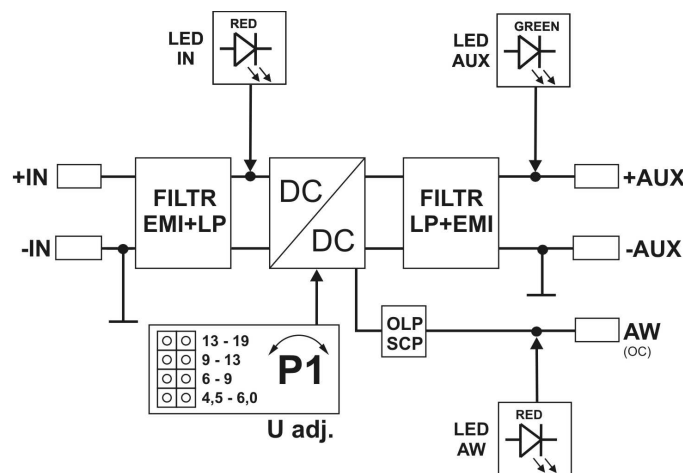 LED
IN
RED
LED
AUX
GREEN
+IN
-IN
FILTR
EMI+LP
DC
DC
FILTR
LP+EMI
+AUX
-AUX
OLP
SCP
AW
(OC)
13 - 19
9 - 13
6 - 9
4,5 - 6,0
P1
U adj.
LED
AW
RED